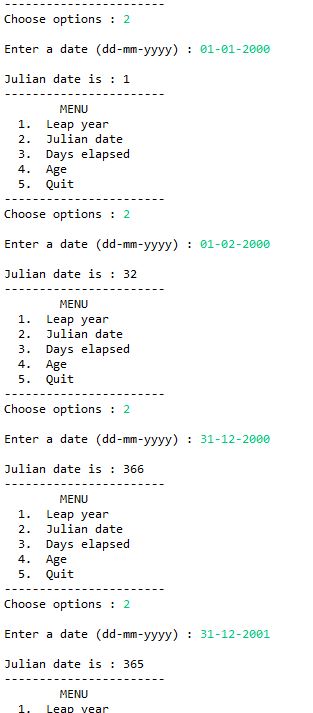 -----------------------
Choose options : 2
Enter a date (dd-mm-yyyy) : 01-01-2000
Julian date is : 1
-----------------------
MENU
1. Leap year
2. Julian date
3. Days elapsed
4. Age
5. Quit
-----------------------
Choose options : 2
Enter a date (dd-mm-yyyy) : 01-02-2000
Julian date is : 32
-----------------------
MENU
1. Leap year
2. Julian date
3. Days elapsed
4. Age
5. Quit
-----------------------
Choose options : 2
Enter a date (dd-mm-yyyy) : 31-12-2000
Julian date is : 366
-----------------------
MENU
1. Leap year
2. Julian date
3. Days elapsed
4. Age
5. Quit
-----------------------
Choose options : 2
Enter a date (dd-mm-yyyy) : 31-12-2001
Julian date is : 365
-----------------------
MENU
1. Leap year